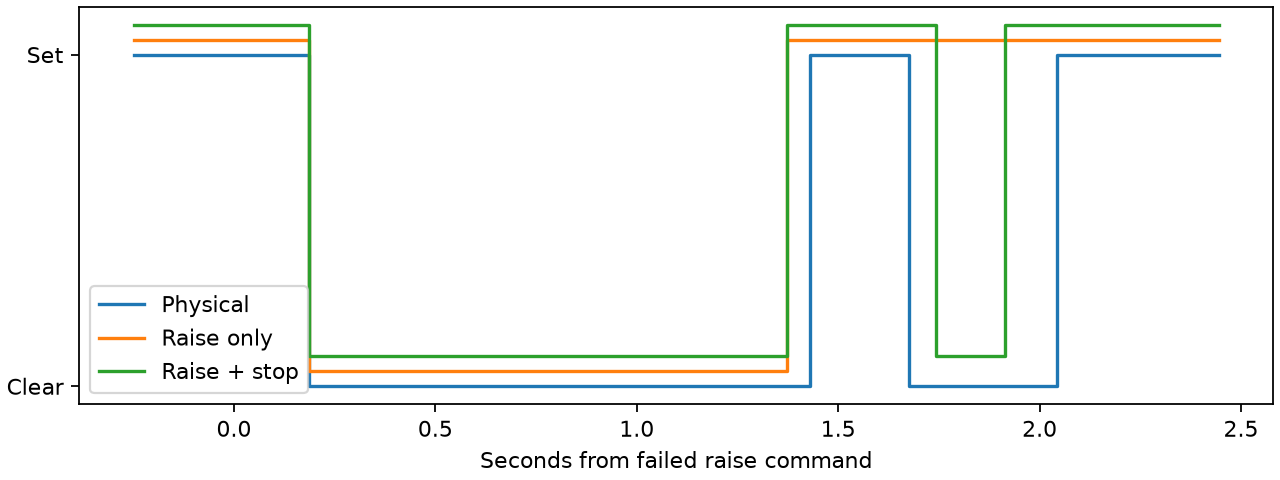 Set
Clear
Physical
Raise only
Raise + stop
0.0 0.5 1.0 1.5 2.0 2.5
Seconds from failed raise command